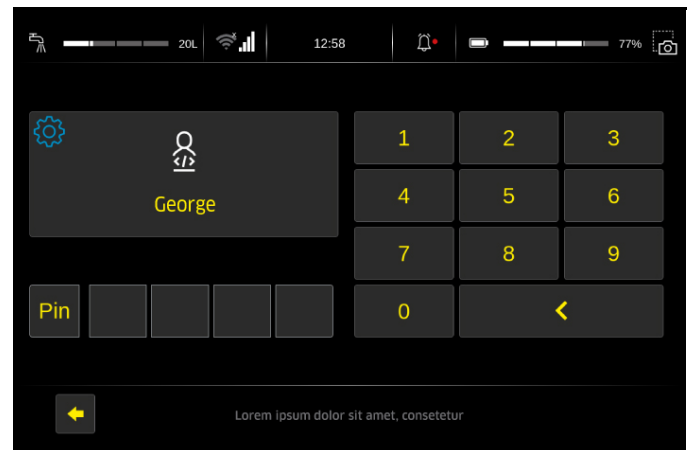 20L 12:58 77%
</>
George
1 2 3
4 5 6
7 8 9
Pin 0 <
Lorem ipsum dolor sit amet, consetetur